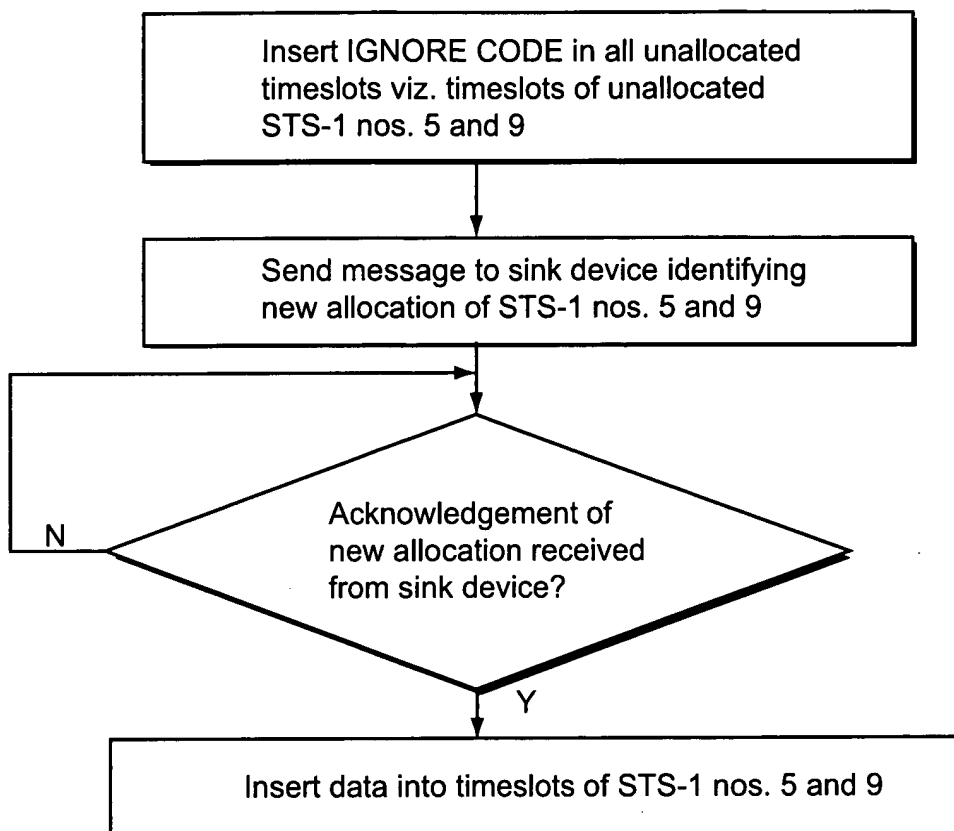 Insert IGNORE CODE in all unallocated
timeslots viz. timeslots of unallocated
STS-1 nos. 5 and 9
Send message to sink device identifying
new allocation of STS-1 nos. 5 and 9
Acknowledgement of
new allocation received
from sink device?
N
Y
Insert data into timeslots of STS-1 nos. 5 and 9